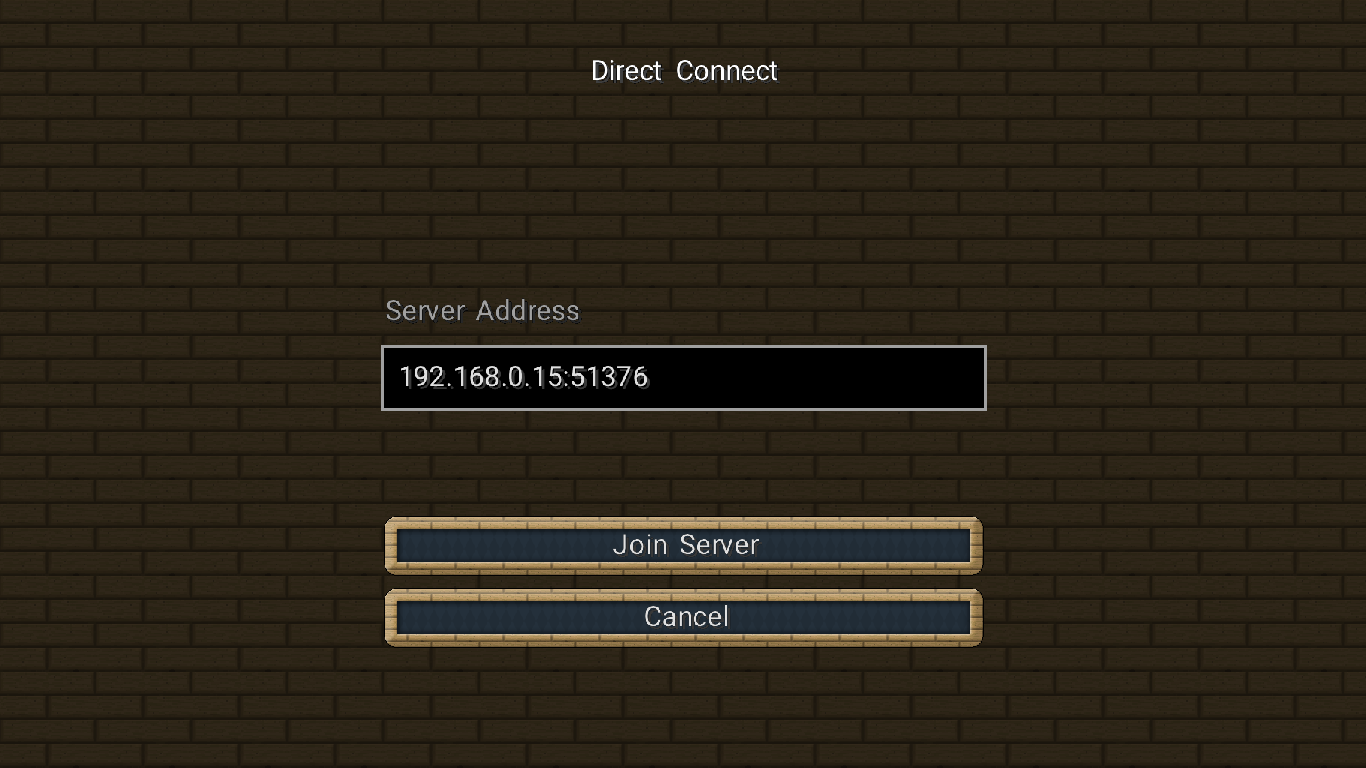 Direct Connect
Server Address
192.168.0.15:51376
Join Server
Cancel